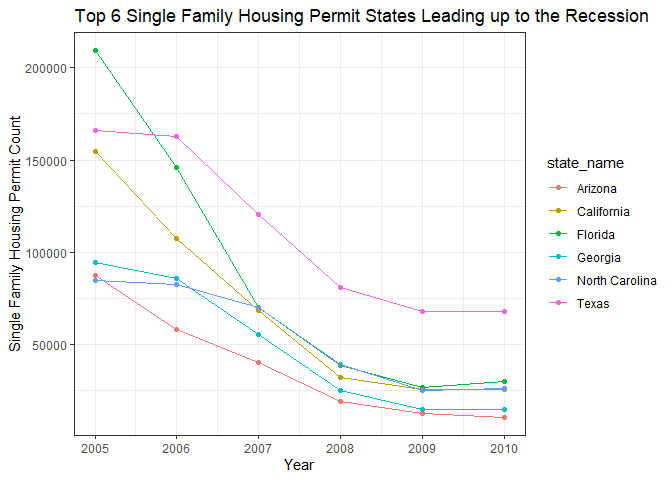 Top 6 Single Family Housing Permit States Leading up to the Recession
Single Family Housing Permit Count
200000
150000
100000
50000
2005 2006 2007 2008 2009 2010
Year
state_name
Arizona
California
Florida
Georgia
North Carolina
Texas